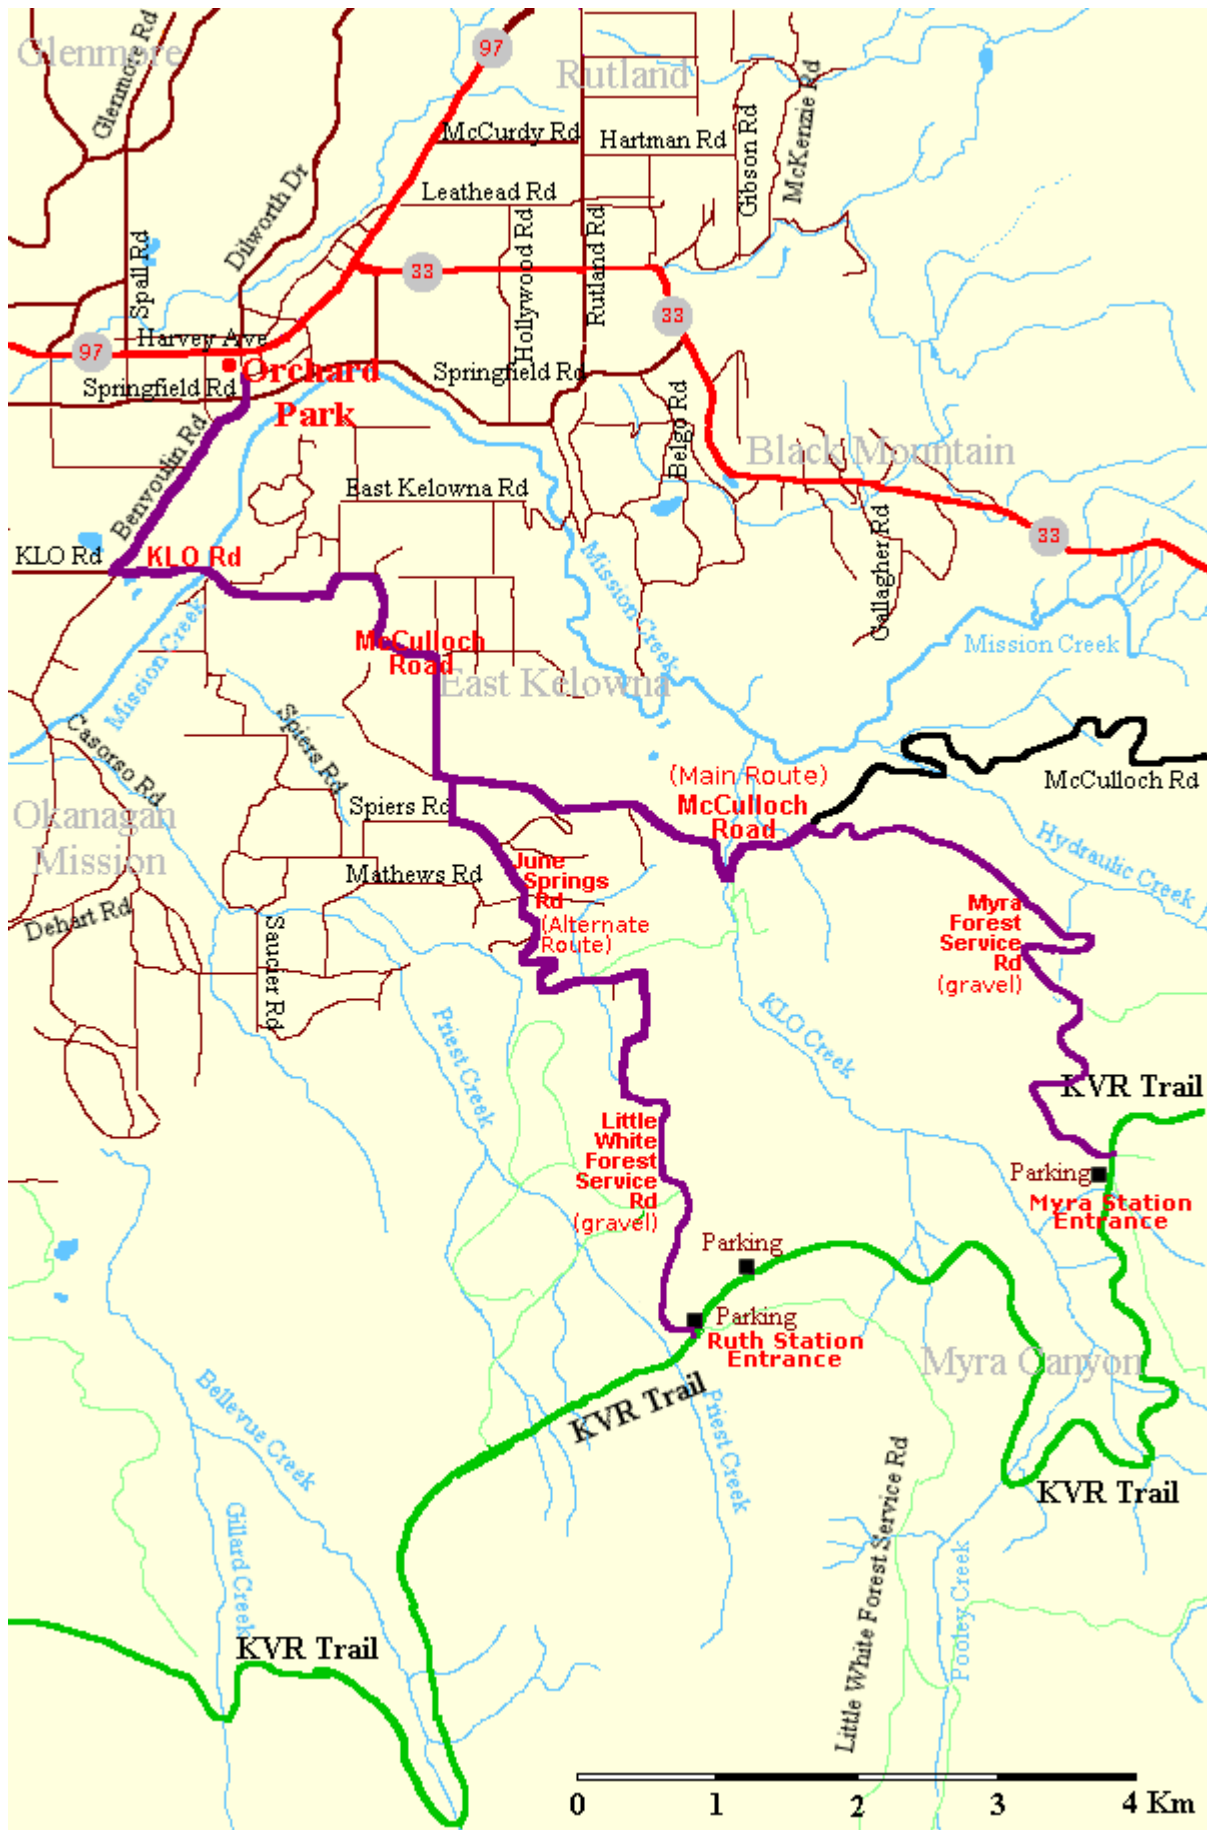 97
Glenmore
Glenmore Rd
Rutland
McCurdy Rd
Hartman Rd
Gibson Rd
McKenzie Rd
Leathead Rd
Dilworth Dr
Spall Rd
Hollywood Rd
Rutland Rd
33
33
Harvey Ave
97
Orchard
Park
Springfield Rd
Springfield Rd
Belgo Rd
Benvoulin Rd
Black Mountain
East Kelowna Rd
Gallagher Rd
33
KLO Rd
KLO Rd
Mission Creek
Mission Creek
Mission Creek
McCulloch
Road
East Kelowna
Casorso Rd
Spiers Rd
(Main Route)
McCulloch
Road
McCulloch Rd
Spiers Rd
Okanagan
Mission
Hydraulic Creek
June
Springs
Rd
(Alternate
Route)
Mathews Rd
Dehart Rd
Saucier Rd
Myra
Forest
Service
Rd
(gravel)
Priest Creek
KLO Creek
KVR Trail
Little
White
Forest
Service
Rd
(gravel)
Parking
Myra Station
Entrance
Parking
Parking
Ruth Station
Entrance
Myra Canyon
KVR Trail
Priest Creek
Bellevue Creek
KVR Trail
Little White Forest Service Rd
Gillard Creek
Pooley Creek
KVR Trail
0 1 2 3 4 Km